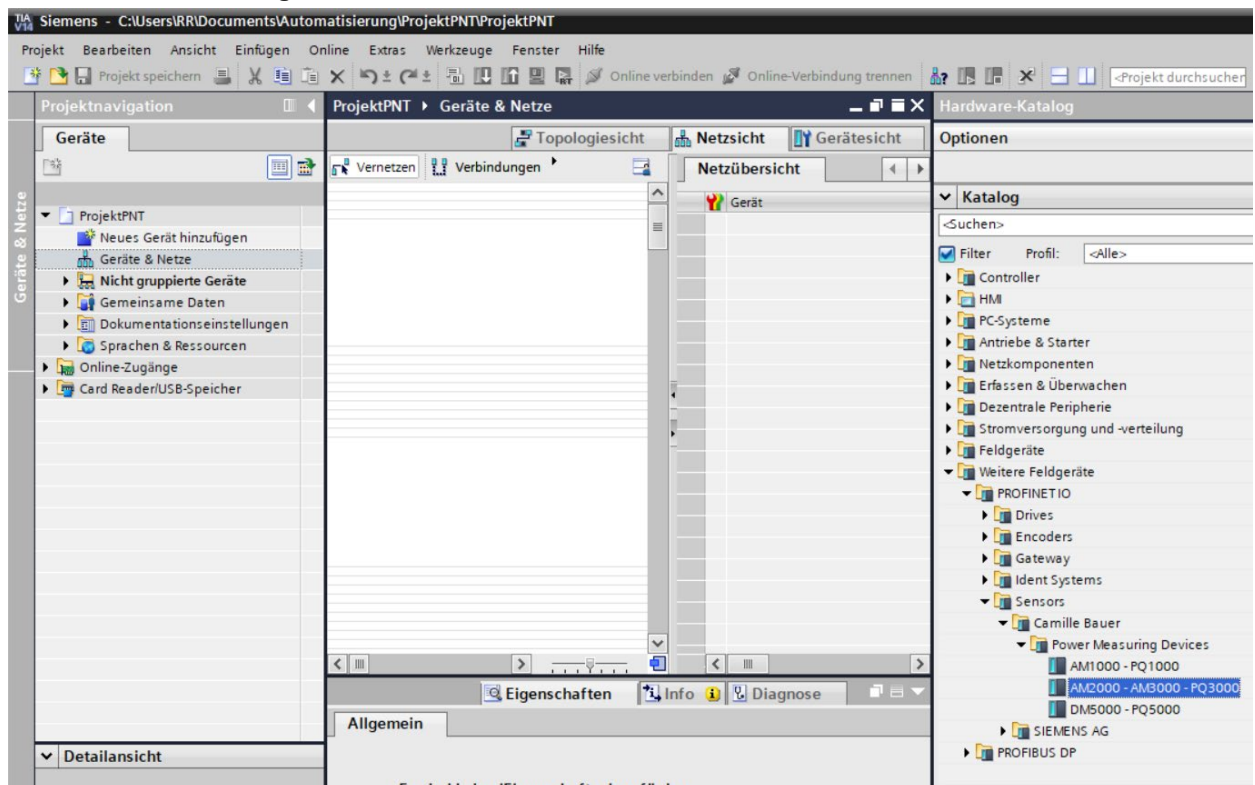 TIA V14 Siemens - C:\Users\RR\Documents\Automatisierung\ProjektPNT\ProjektPNT
Projekt Bearbeiten Ansicht Einfügen Online Extras Werkzeuge Fenster Hilfe
Projekt speichern Online verbinden Online-Verbindung trennen <Projekt durchsuchen
Projektnavigation
Geräte
Geräte & Netze
ProjektPNT
Neues Gerät hinzufügen
Geräte & Netze
Nicht gruppierte Geräte
Gemeinsame Daten
Dokumentationseinstellungen
Sprachen & Ressourcen
Online-Zugänge
Card Reader/USB-Speicher
Detailansicht
ProjektPNT Geräte & Netze
Topologiesicht Netzsicht Gerätesicht
Vernetzen Verbindungen
Netzübersicht
Gerät
Eigenschaften Info Diagnose
Allgemein
Hardware-Katalog
Optionen
Katalog
<Suchen>
Filter Profil: <Alle>
Controller
HMI
PC-Systeme
Antriebe & Starter
Netzkomponenten
Erfassen & Überwachen
Dezentrale Peripherie
Stromversorgung und -verteilung
Feldgeräte
Weitere Feldgeräte
PROFINET IO
Drives
Encoders
Gateway
Ident Systems
Sensors
Camille Bauer
Power Measuring Devices
AM1000 - PQ1000
AM2000 - AM3000 - PQ3000
DM5000 - PQ5000
SIEMENS AG
PROFIBUS DP